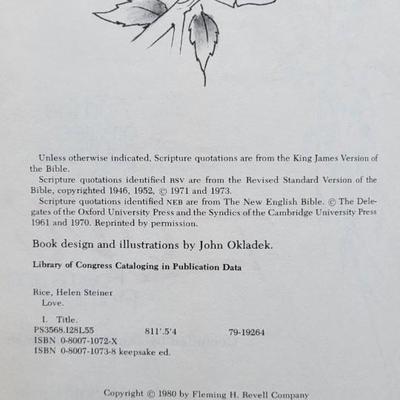 Unless otherwise indicated, Scripture quotations are from the King James Version of
the Bible.
Scripture quotations identified RSV are from the Revised Standard Version of the
Bible, copyrighted 1946, 1952, © 1971 and 1973.
Scripture quotations identified NEB are from The New English Bible. © The Dele-
gates of the Oxford University Press and the Syndics of the Cambridge University Press
1961 and 1970. Reprinted by permission.
Book design and illustrations by John Okladek.
Library of Congress Cataloging in Publication Data
Rice, Helen Steiner
Love.
I. Title.
PS3568.I28L55 811'.5'4 79-19264
ISBN 0-8007-1072-X
ISBN 0-8007-1073-8 keepsake ed.
Copyright © 1980 by Fleming H. Revell Company